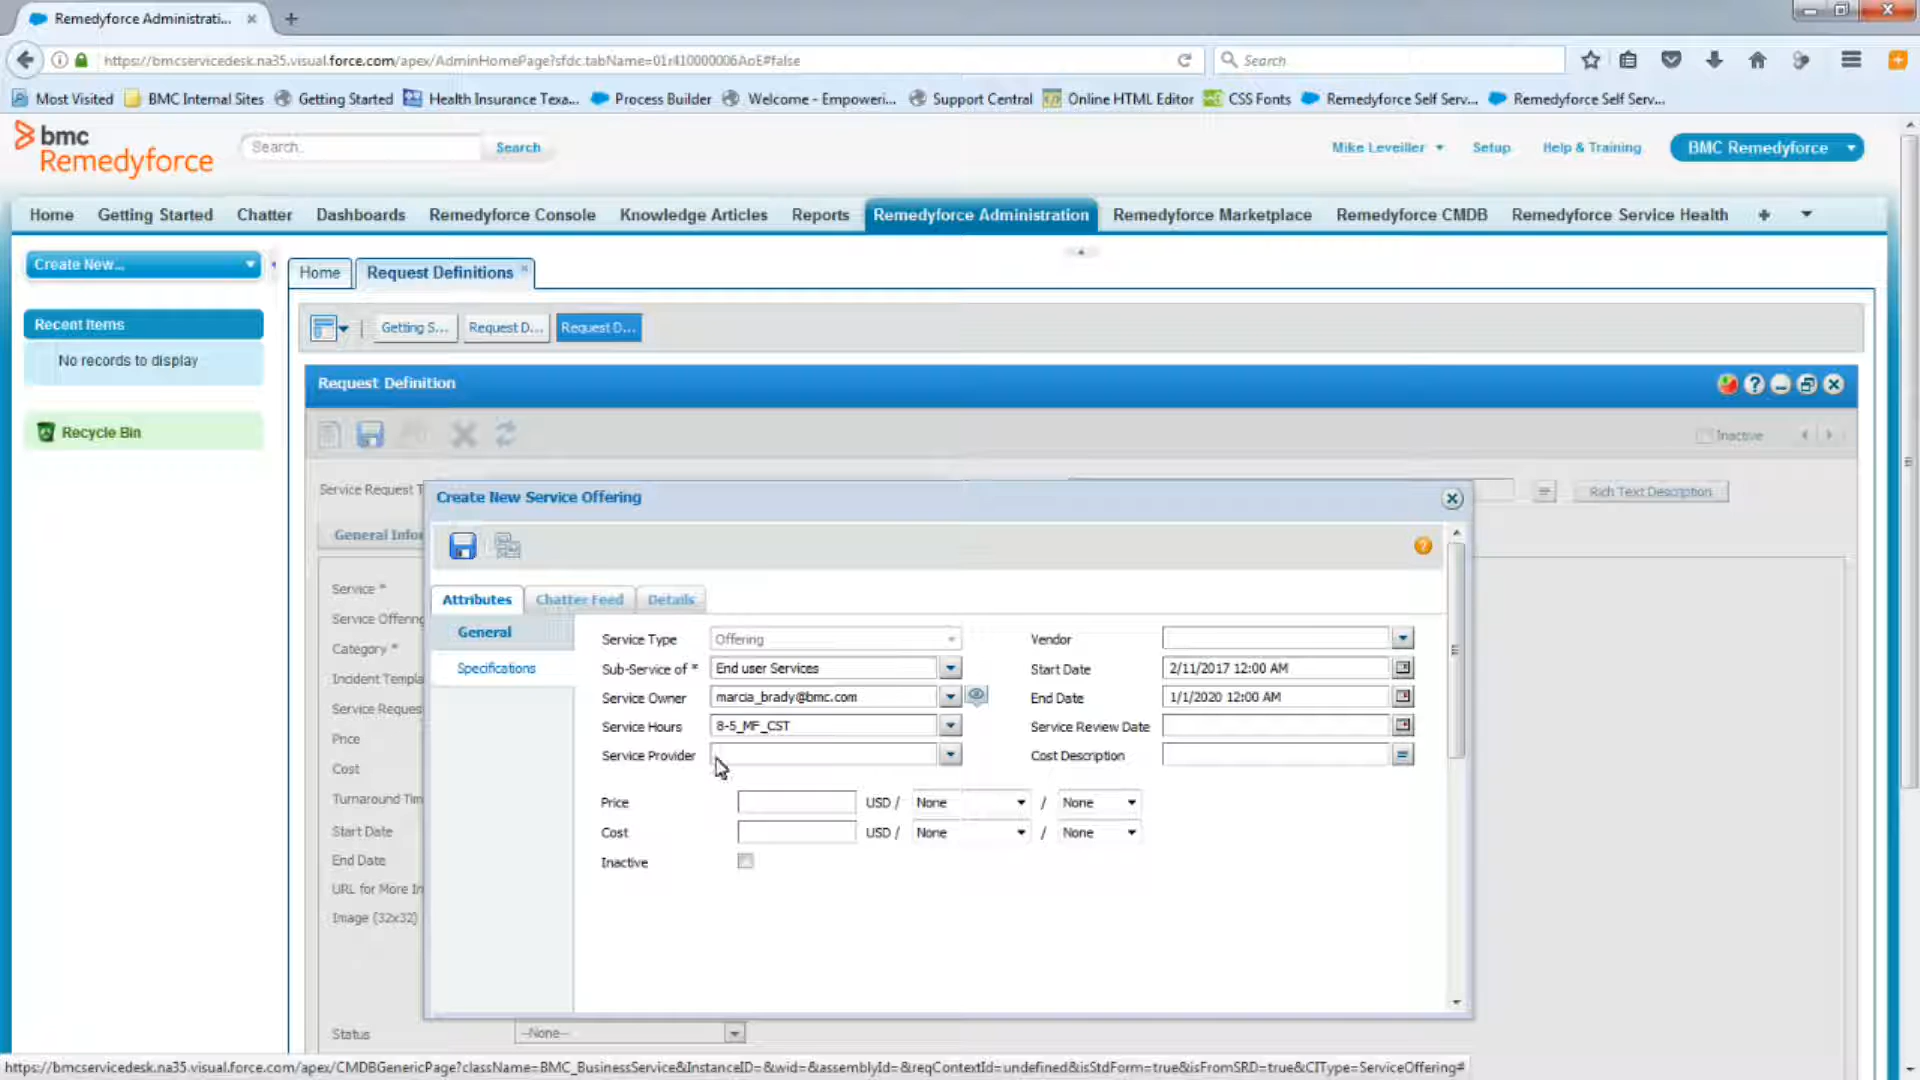 Remedyforce Administrati...
https://bmcservicedesk.na35.visual.force.com/apex/AdminHomePage?sfdc.tabName=01r410000006AoE#false
Search
Most Visited
BMC Internal Sites
Getting Started
Health Insurance Texa...
Process Builder
Welcome - Empoweri...
Support Central
Online HTML Editor
CSS Fonts
Remedyforce Self Serv...
Remedyforce Self Serv...
bmc
Remedyforce
Search..
Search
Mike Leveiller
Setup
Help & Training
BMC Remedyforce
Home
Getting Started
Chatter
Dashboards
Remedyforce Console
Knowledge Articles
Reports
Remedyforce Administration
Remedyforce Marketplace
Remedyforce CMDB
Remedyforce Service Health
Create New...
Home
Request Definitions
Recent Items
No records to display
Recycle Bin
Getting S...
Request D...
Request D...
Request Definition
Inactive
Service Request T
Rich Text Description
Create New Service Offering
General Infor
Attributes
Chatter Feed
Details
General
Specifications
Service *
Service Offering
Category *
Incident Templa
Service Reques
Price
Cost
Turnaround Tim
Start Date
End Date
URL for More In
Image (32x32)
Status
--None--
Service Type
Offering
Sub-Service of *
End user Services
Service Owner
marcia_brady@bmc.com
Service Hours
8-5_MF_CST
Service Provider
Vendor
Start Date
2/11/2017 12:00 AM
End Date
1/1/2020 12:00 AM
Service Review Date
Cost Description
Price
USD /
None
/
None
Cost
USD /
None
/
None
Inactive
https://bmcservicedesk.na35.visual.force.com/apex/CMDBGenericPage?className=BMC_BusinessService&InstanceID=&wid=&assemblyId=&reqContextId=undefined&isStdForm=true&isFromSRD=true&CIType=ServiceOffering#